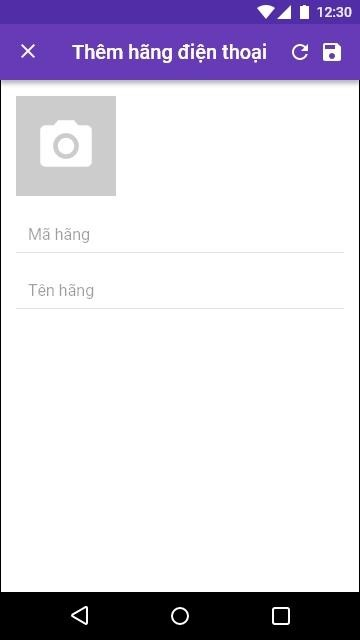 12:30
Thêm hãng điện thoại
Mã hãng
Tên hãng